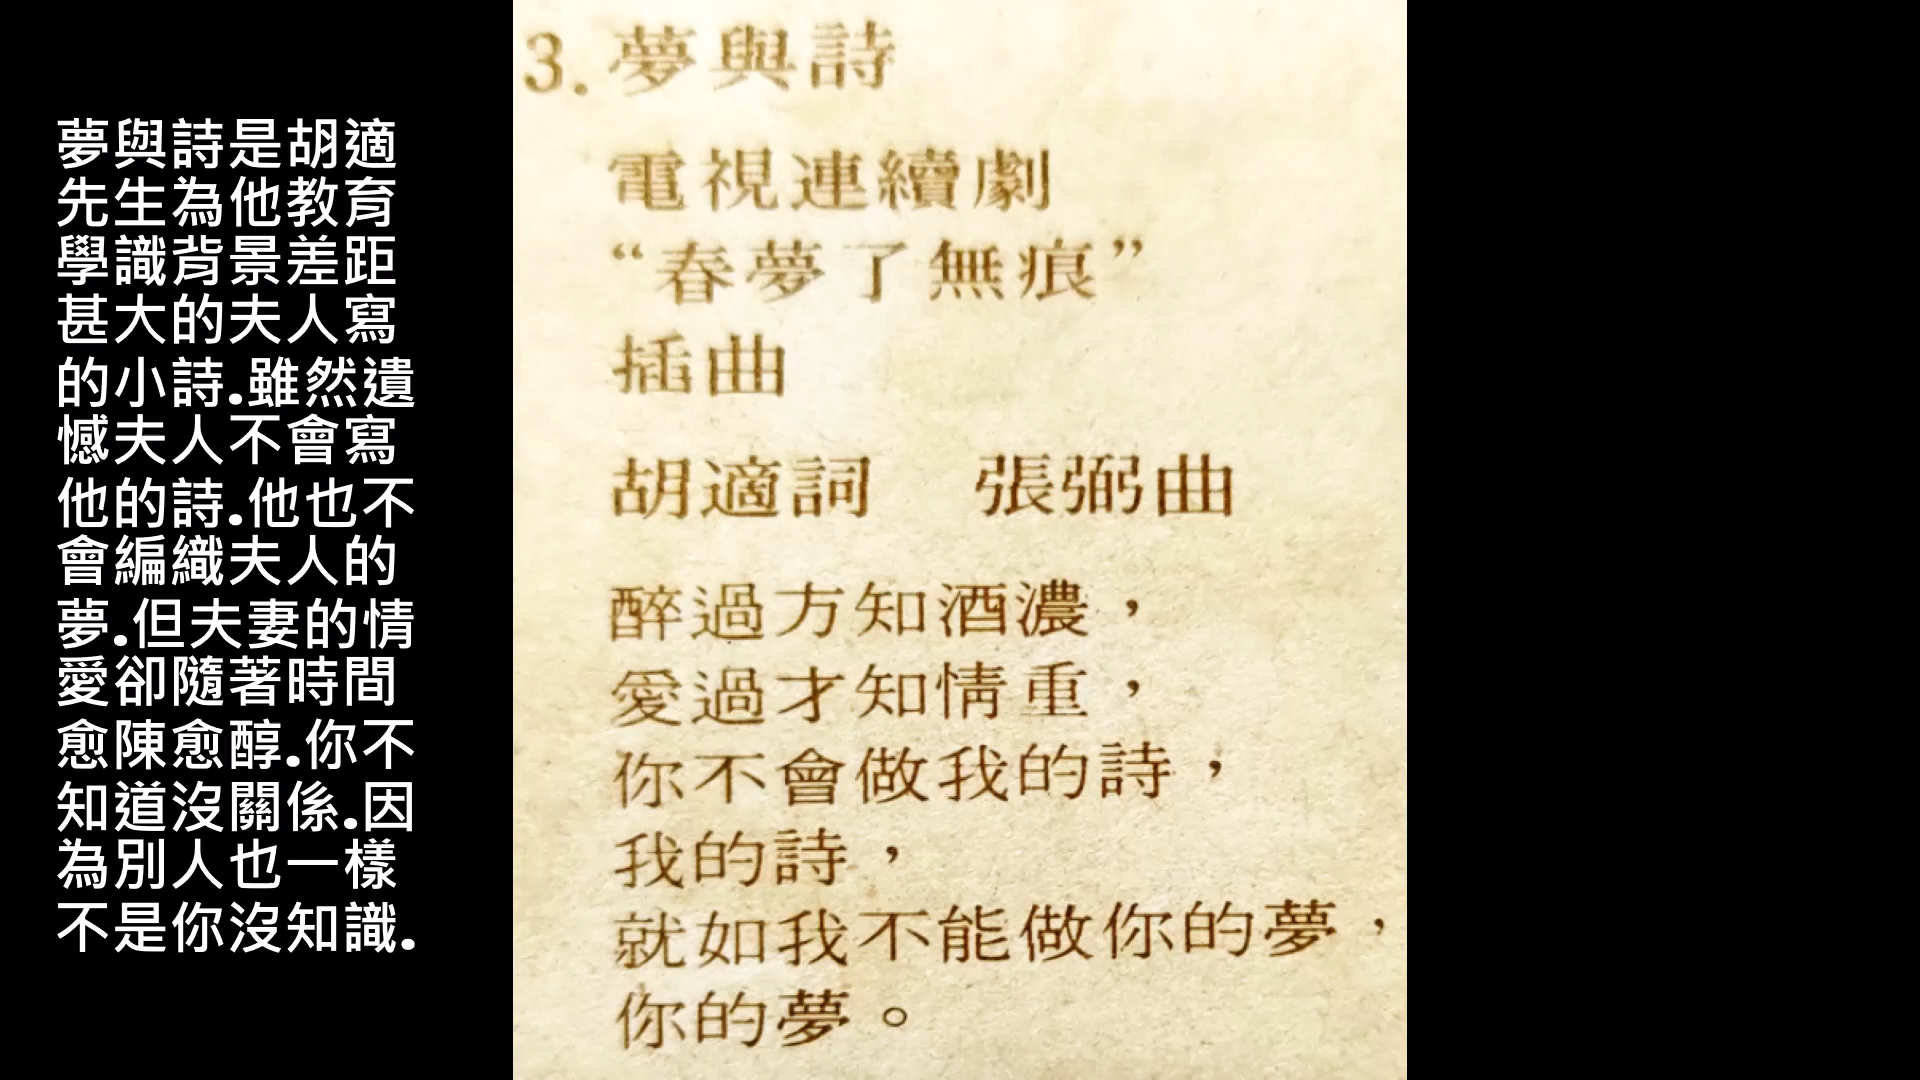 夢與詩是胡適
先生為他教育
學識背景差距
甚大的夫人寫
的小詩.雖然遺
憾夫人不會寫
他的詩.他也不
會編織夫人的
夢.但夫妻的情
愛卻隨著時間
愈陳愈醇.你不
知道沒關係.因
為別人也一樣
不是你沒知識.
3.夢與詩
電視連續劇
“春夢了無痕”
插曲
胡適詞 張弼曲
醉過方知酒濃，
愛過才知情重，
你不會做我的詩，
我的詩，
就如我不能做你的夢，
你的夢。